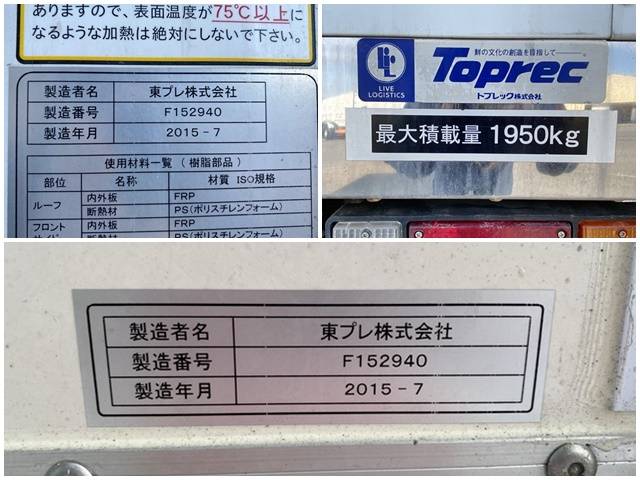 ありますので、表面温度が75℃以上に
なるような加熱は絶対にしないで下さい。
製造者名 東プレ株式会社
製造番号 F152940
製造年月 2015-7
使用材料一覧(樹脂部品)
部位 名称 材質 ISO規格
ルーフ 内外板 FRP
断熱材 PS(ポリスチレンフォーム)
フロント 内外板 FRP
断熱材 PS(ポリスチレンフォーム)
LIVE
LOGISTICS
鮮の文化の創造を目指して
Toprec
トプレック株式会社
最大積載量 1950kg
製造者名 東プレ株式会社
製造番号 F152940
製造年月 2015-7